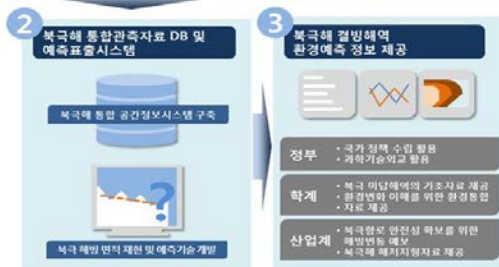 2
북극해 통합관측자료 DB 및
예측표출시스템
북극해 통합 공간정보시스템 구축
?
북극 해빙 면적 재현 및 예측기술 개발
3
북극해 결빙해역
환경예측 정보 제공
정부
• 국가 정책 수립 활용
• 과학기술외교 활용
학계
• 북극 미답해역의 기초자료 제공
• 환경변화 이해를 위한 환경통합
• 자료 제공
산업계
• 북극항로 안전성 확보를 위한
해빙변동 예보
• 북극해 해저지형자료 제공